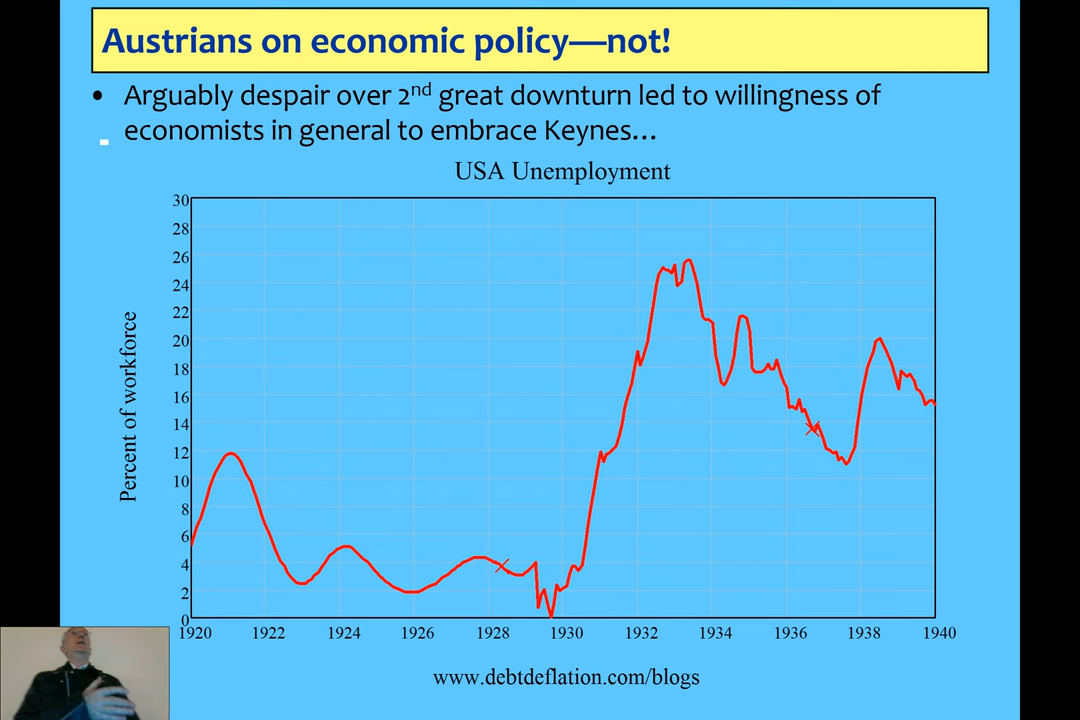 Austrians on economic policy—not!
• Arguably despair over 2nd great downturn led to willingness of
economists in general to embrace Keynes…
USA Unemployment
Percent of workforce
30
28
26
24
22
20
18
16
14
12
10
8
6
4
2
0
1920 1922 1924 1926 1928 1930 1932 1934 1936 1938 1940
www.debtdeflation.com/blogs